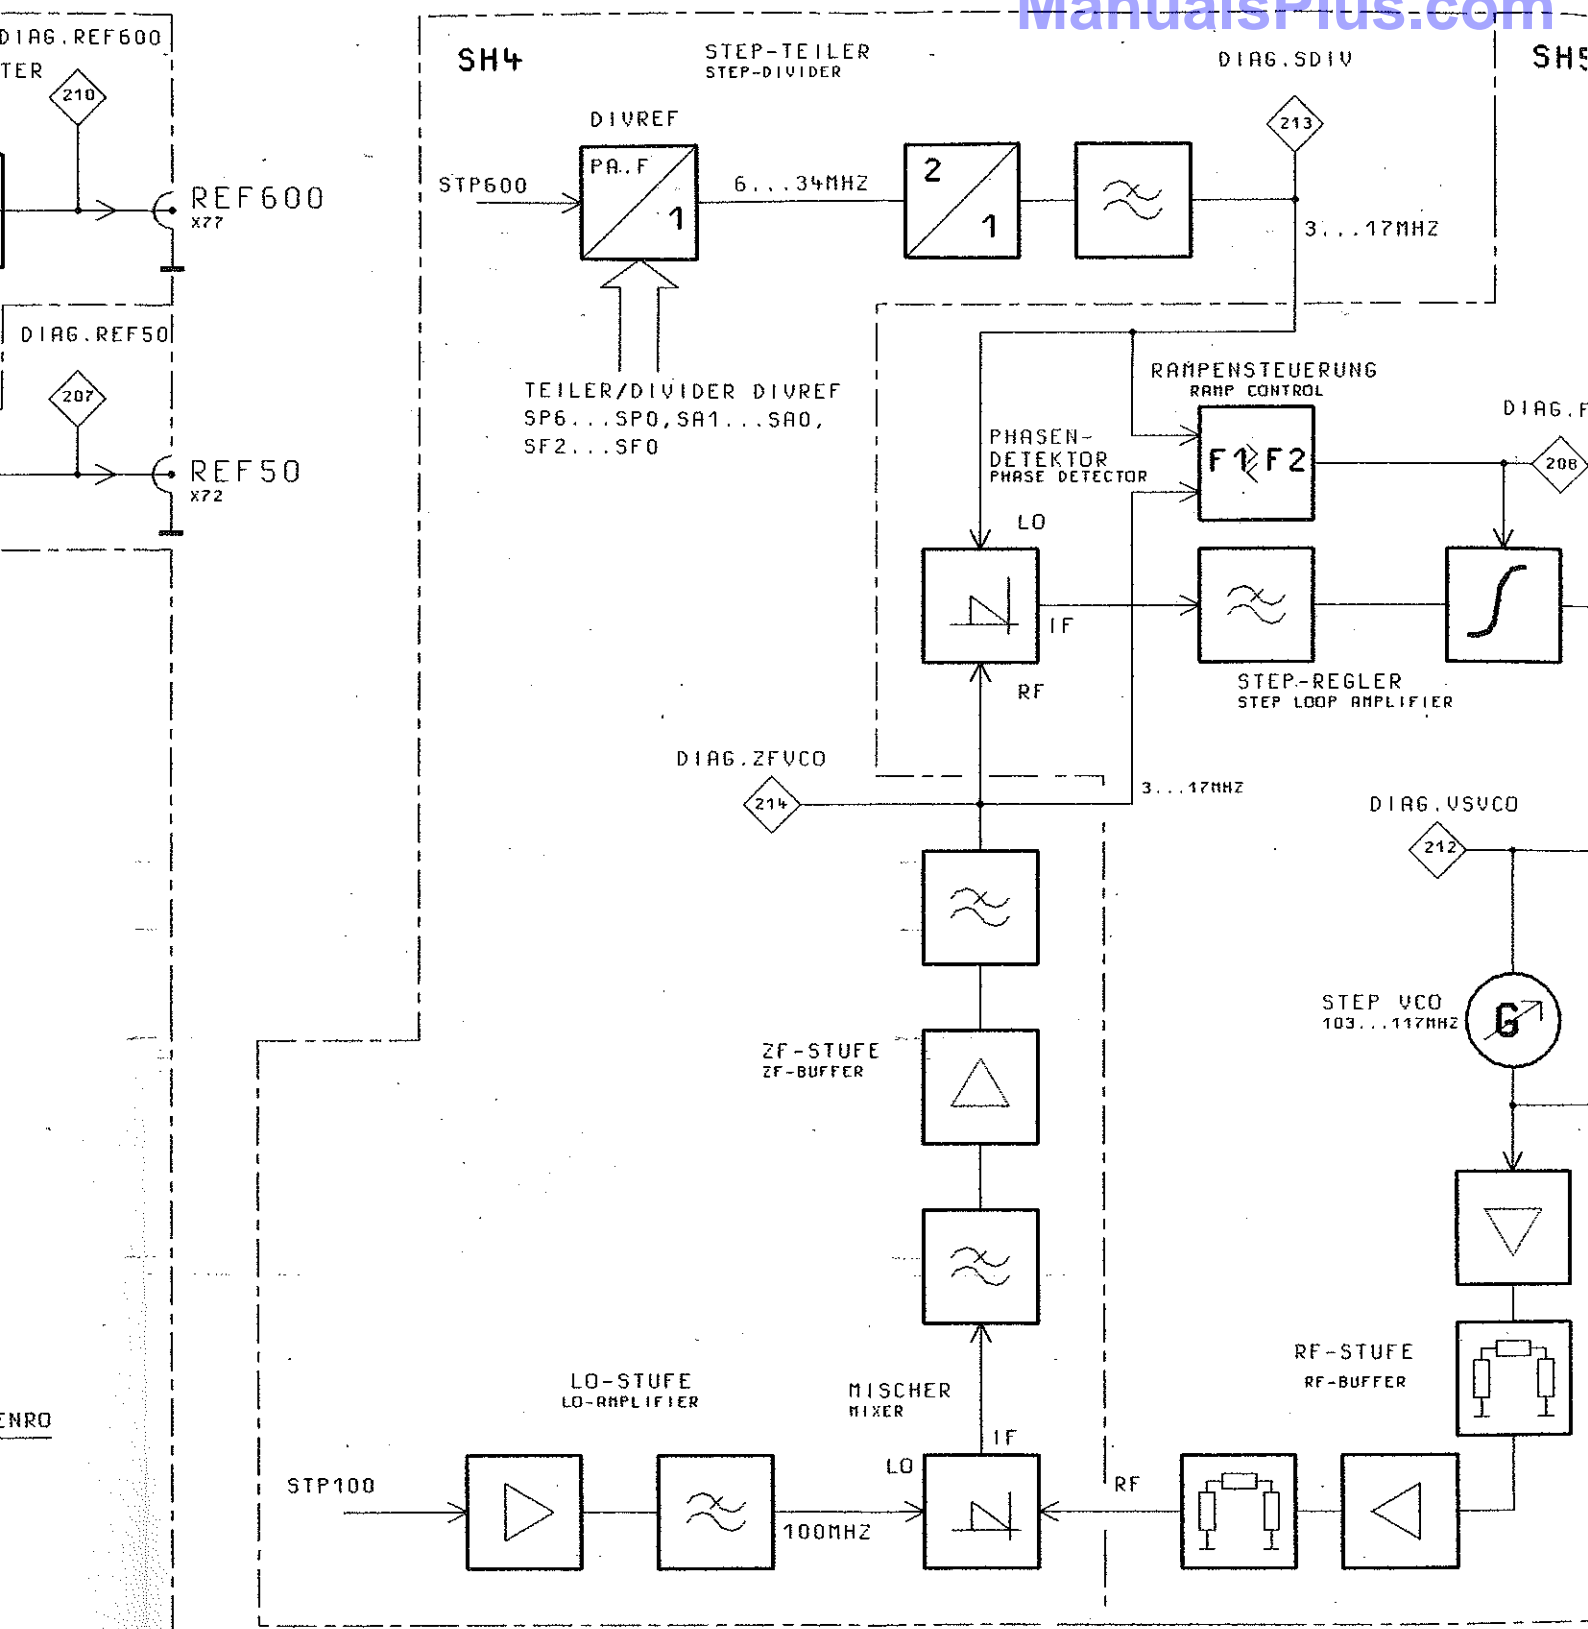 ManualsPlus.com
DIAG.REF600
TER
210
REF600
X77
DIAG.REF50
207
REF50
X72
ENRO
SH4
STEP-TEILER
STEP-DIVIDER
DIAG.SDIV
SH5
213
DIVREF
STP600
PA..F
1
6...34MHZ
2
1
3...17MHZ
TEILER/DIVIDER DIVREF
SP6...SP0,SA1...SA0,
SF2...SF0
RAMPENSTEUERUNG
RAMP CONTROL
DIAG.F
208
F1 F2
PHASEN-
DETEKTOR
PHASE DETECTOR
LO
IF
RF
STEP-REGLER
STEP LOOP AMPLIFIER
DIAG.ZFVCO
214
3...17MHZ
DIAG.VSVCO
212
STEP VCO
103...117MHZ
G
ZF-STUFE
ZF-BUFFER
RF-STUFE
RF-BUFFER
LO-STUFE
LO-AMPLIFIER
MISCHER
MIXER
IF
LO
RF
STP100
100MHZ